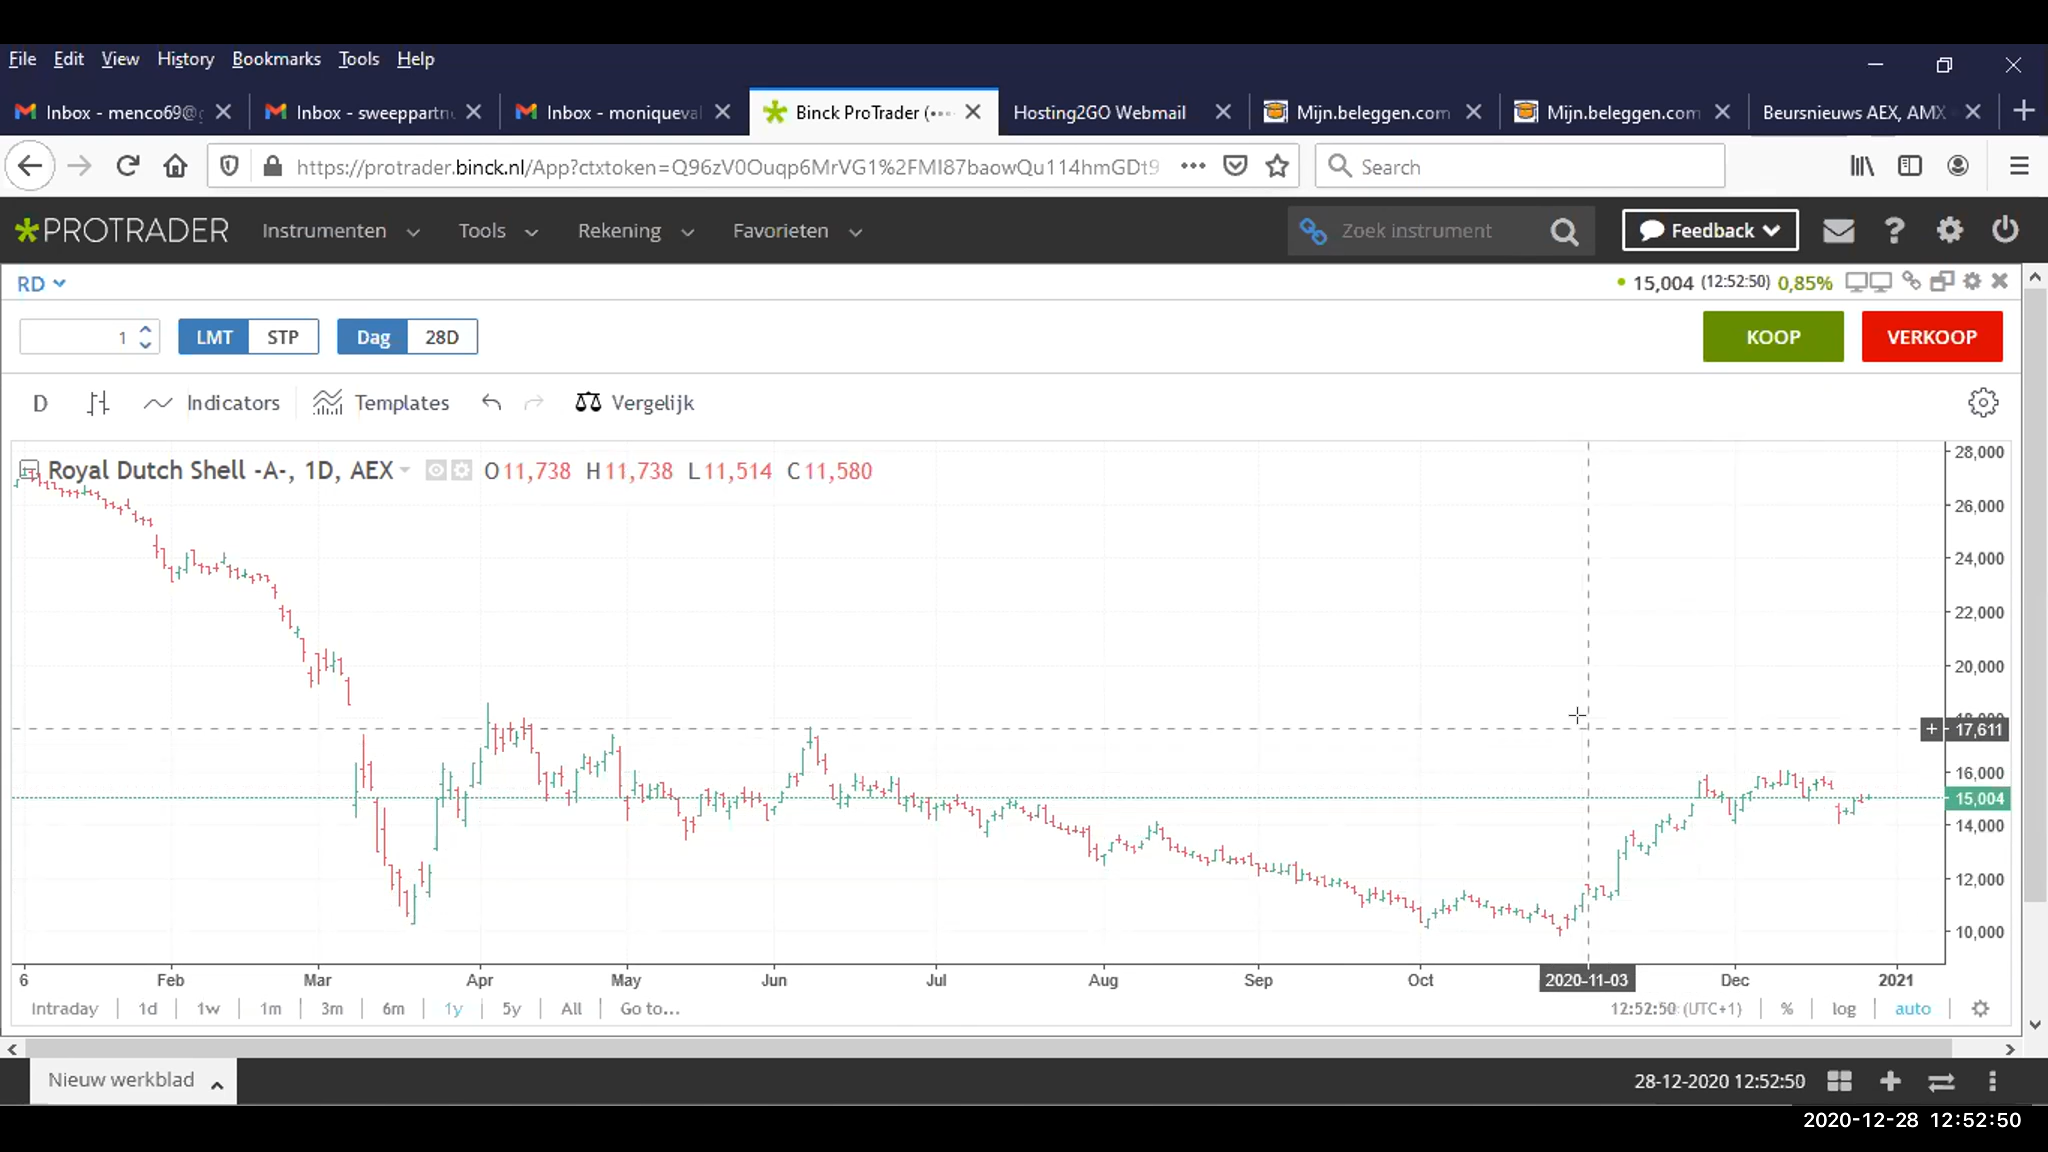 File Edit View History Bookmarks Tools Help
Inbox - menco69@g Inbox - sweeppartn Inbox - moniqueval Binck ProTrader (•••• Hosting2GO Webmail Mijn.beleggen.com Mijn.beleggen.com Beursnieuws AEX, AMX
https://protrader.binck.nl/App?ctxtoken=Q96zV0Ouqp6MrVG1%2FMI87baowQu114hmGDt9 Search
PROTRADER Instrumenten Tools Rekening Favorieten Zoek instrument Feedback
RD 15,004 (12:52:50) 0,85%
1 LMT STP Dag 28D KOOP VERKOOP
D Indicators Templates Vergelijk
Royal Dutch Shell -A-, 1D, AEX O11,738 H11,738 L11,514 C11,580
28,000
26,000
24,000
22,000
20,000
17,611
16,000
15,004
14,000
12,000
10,000
6 Feb Mar Apr May Jun Jul Aug Sep Oct 2020-11-03 Dec 2021
Intraday 1d 1w 1m 3m 6m 1y 5y All Go to... 12:52:50 (UTC+1) % log auto
Nieuw werkblad 28-12-2020 12:52:50
2020-12-28 12:52:50